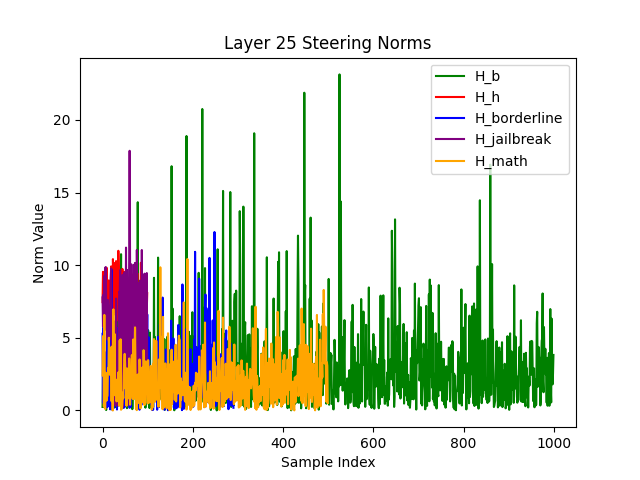 Layer 25 Steering Norms
Norm Value
20
15
10
5
0
H_b
H_h
H_borderline
H_jailbreak
H_math
0
200
400
600
800
1000
Sample Index